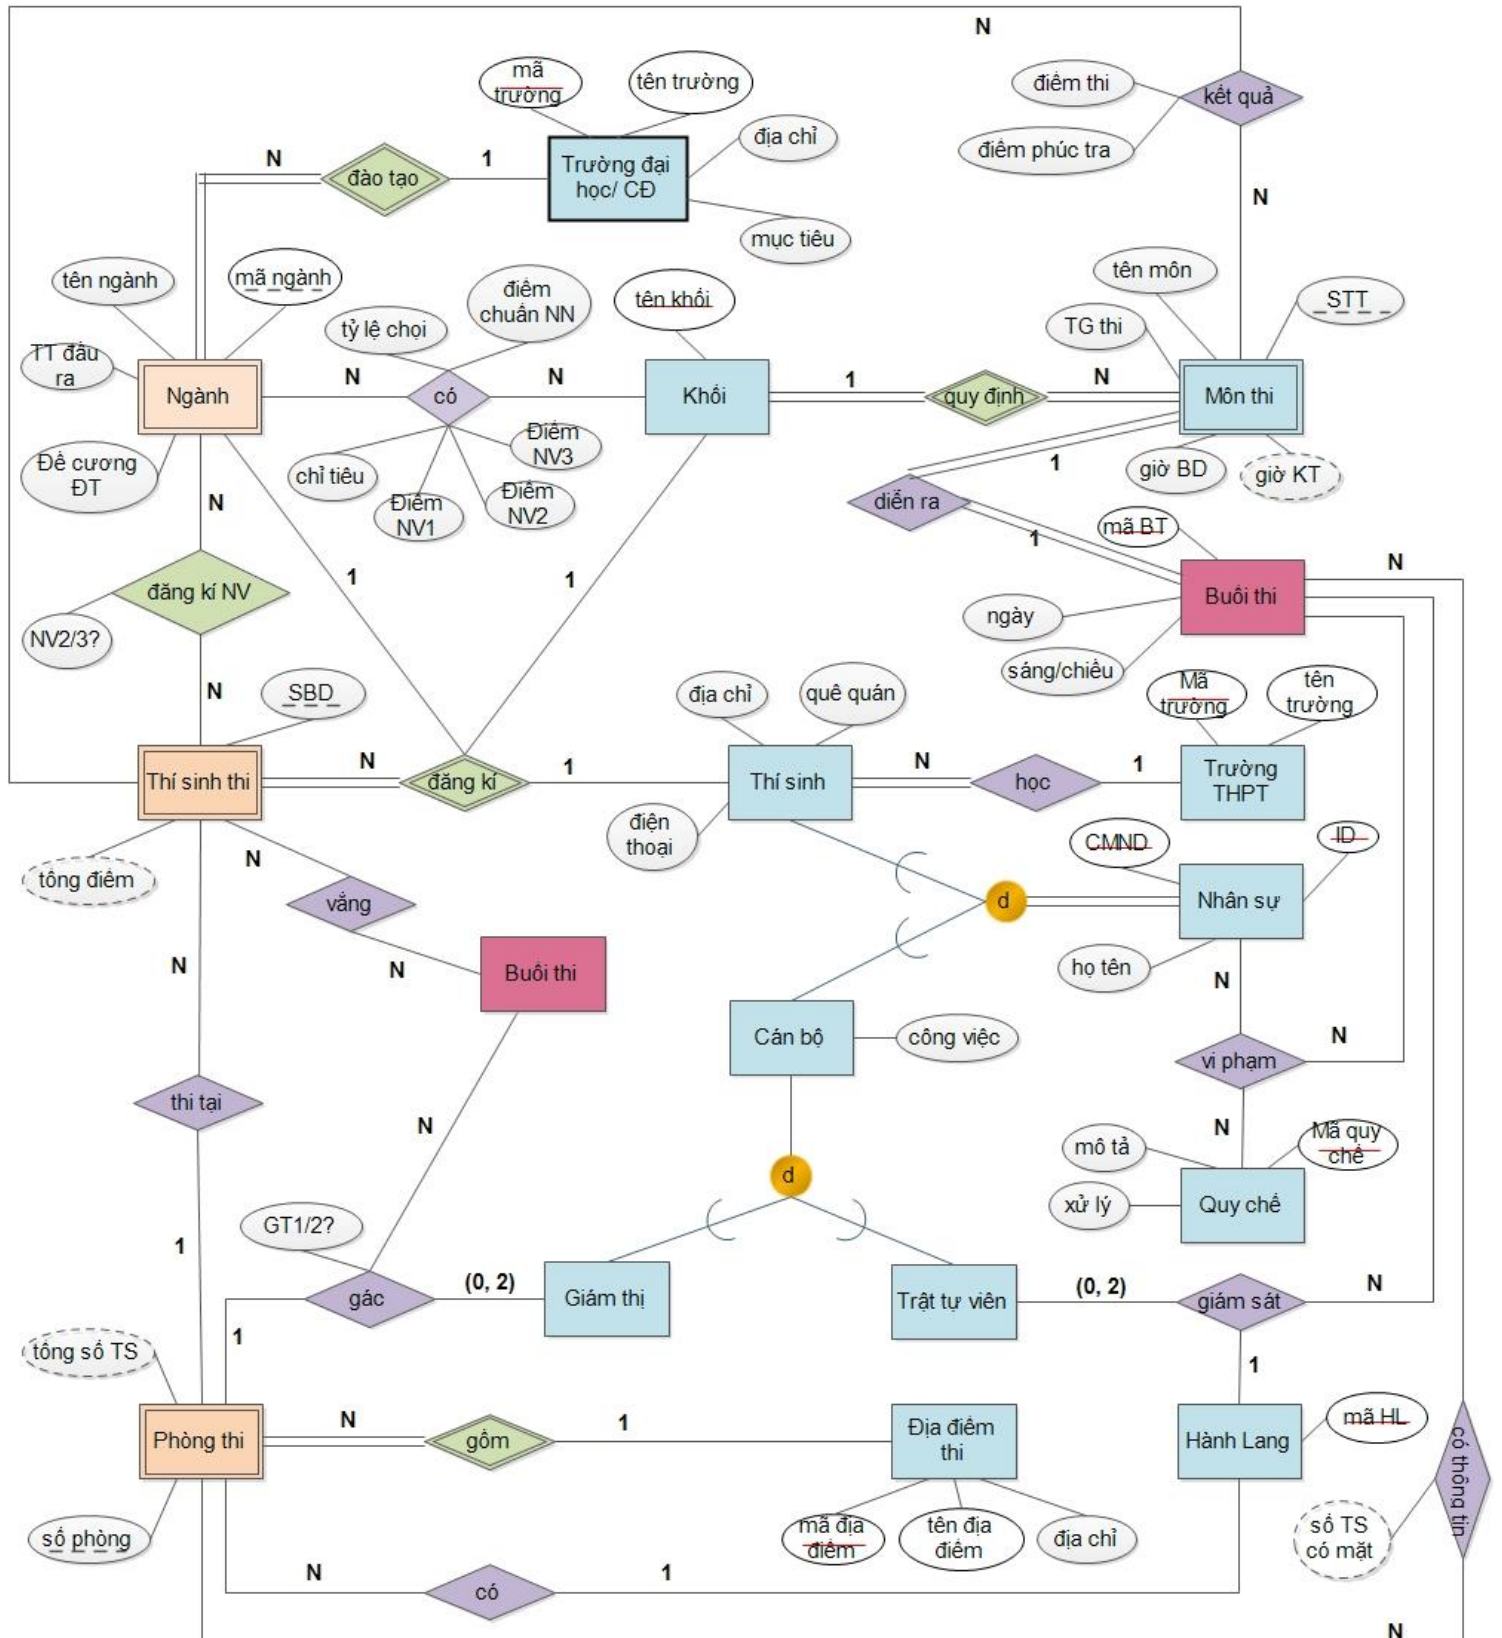 N
mã
trường
tên trường
điểm thi
kết quả
địa chỉ
điểm phúc tra
N
đào tạo
1
Trường đại
học/ CĐ
N
mục tiêu
tên ngành
mã ngành
điểm
chuẩn NN
tên khối
tên môn
STT
tỷ lệ chọi
TG thi
TT đầu
ra
Ngành
N
có
N
Khối
1
quy định
N
Môn thi
Điểm
NV3
Đề cương
ĐT
chỉ tiêu
1
giờ BD
giờ KT
N
Điểm
NV1
Điểm
NV2
diễn ra
mã BT
1
N
1
1
đăng kí NV
Buổi thi
ngày
NV2/3?
sáng/chiều
N
SBD
địa chỉ
quê quán
Mã
trường
tên
trường
Thí sinh thi
N
đăng kí
1
Thí sinh
N
học
1
Trường
THPT
điện
thoại
CMND
ID
N
tổng điểm
vắng
d
Nhân sự
N
N
Buổi thi
họ tên
N
Cán bộ
công việc
N
vi phạm
thi tại
N
N
mô tả
Mã quy
chế
d
xử lý
Quy chế
GT1/2?
1
gác
(0, 2)
Giám thị
Trật tự viên
(0, 2)
giám sát
N
1
tổng số TS
1
Phòng thi
N
gồm
1
Địa điểm
thi
Hành Lang
mã HL
có thông tin
số phòng
mã địa
điểm
tên địa
điểm
địa chỉ
số TS
có mặt
N
có
1
N